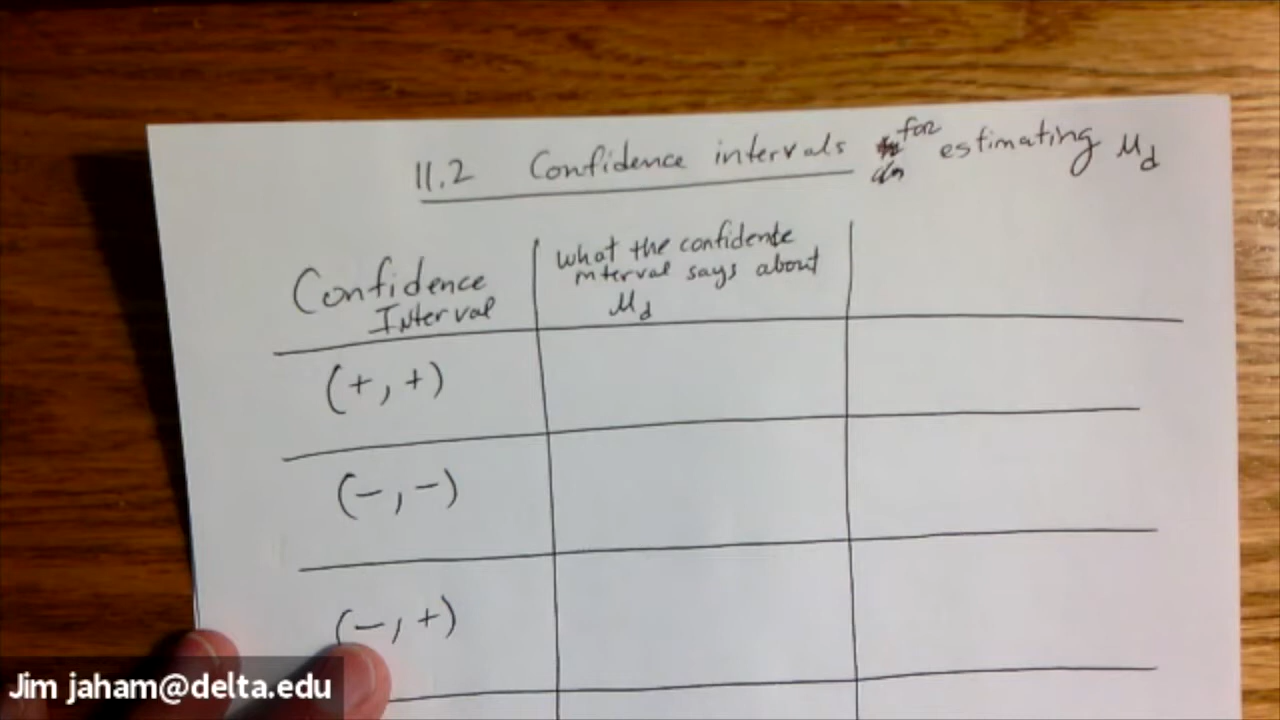 11.2 Confidence intervals for estimating μd
Confidence
Interval
what the confidente
interval says about
μd
(+, +)
(-, -)
(-, +)
Jim jaham@delta.edu